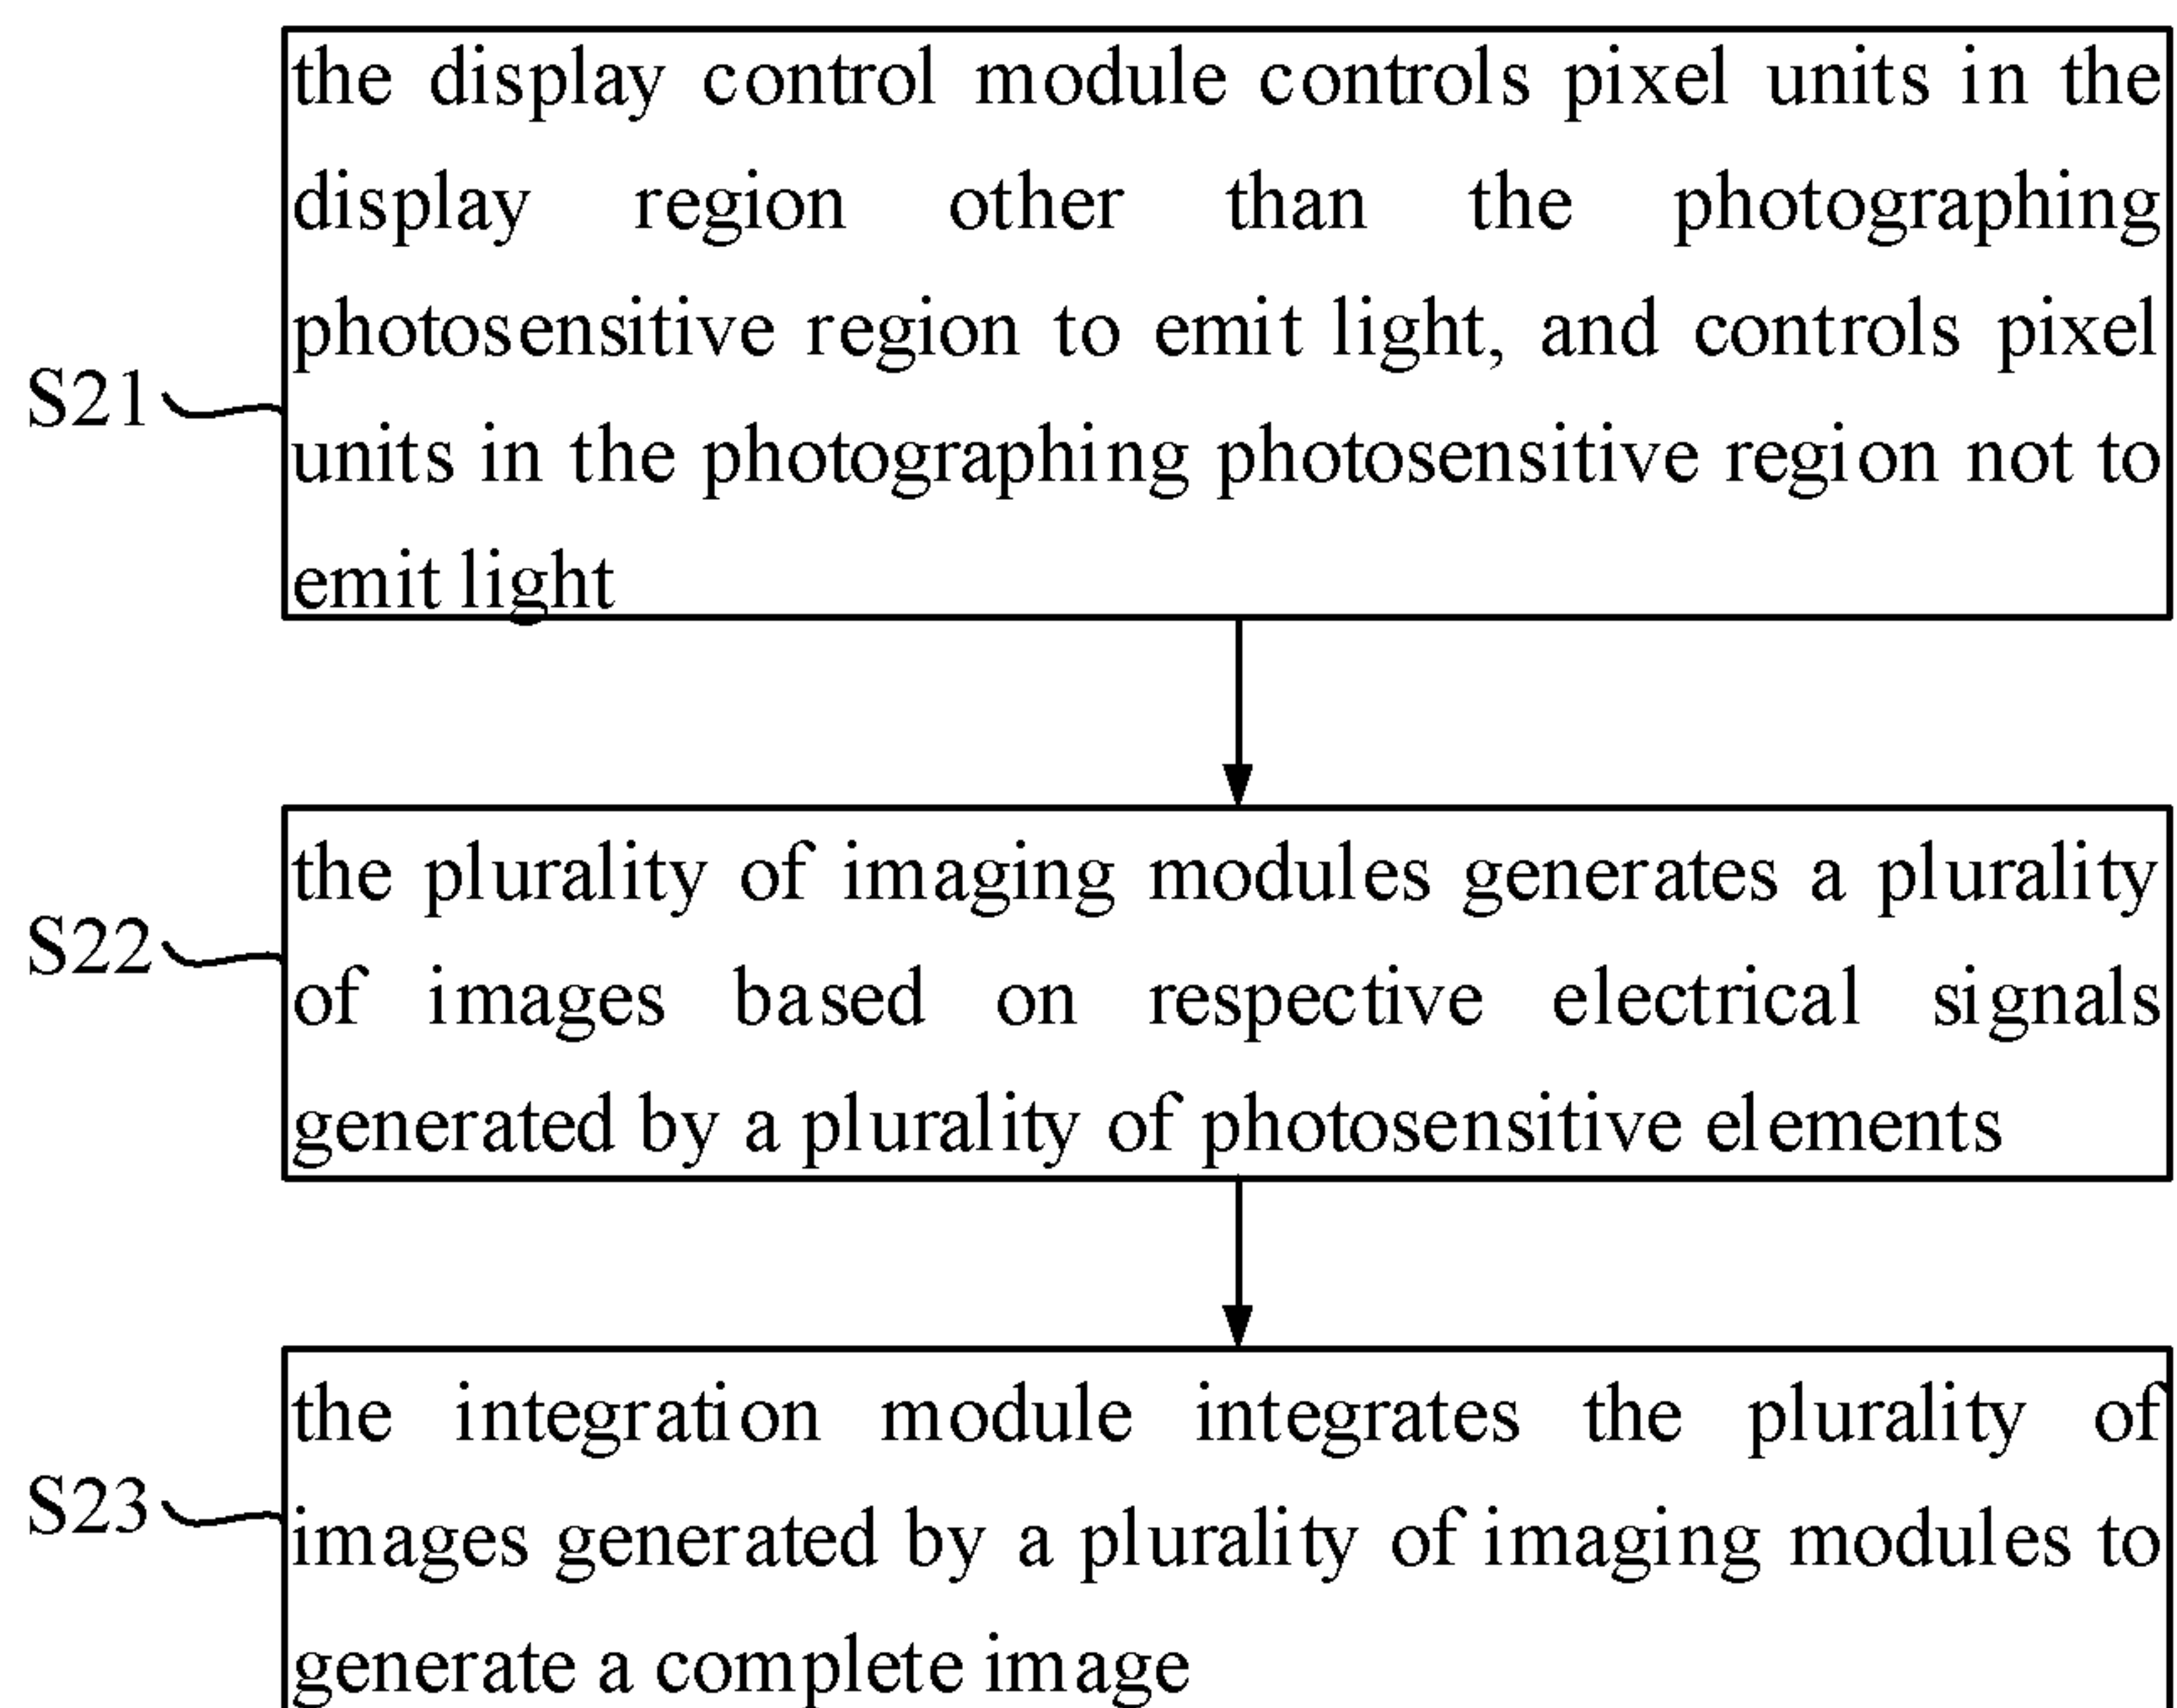 the display control module controls pixel units in the
display region other than the photographing
photosensitive region to emit light, and controls pixel
S21
units in the photographing photosensitive region not to
emit light
the plurality of imaging modules generates a plurality
S22
of images based on respective electrical signals
generated by a plurality of photosensitive elements
the integration module integrates the plurality of
S23
images generated by a plurality of imaging modules to
generate a complete image